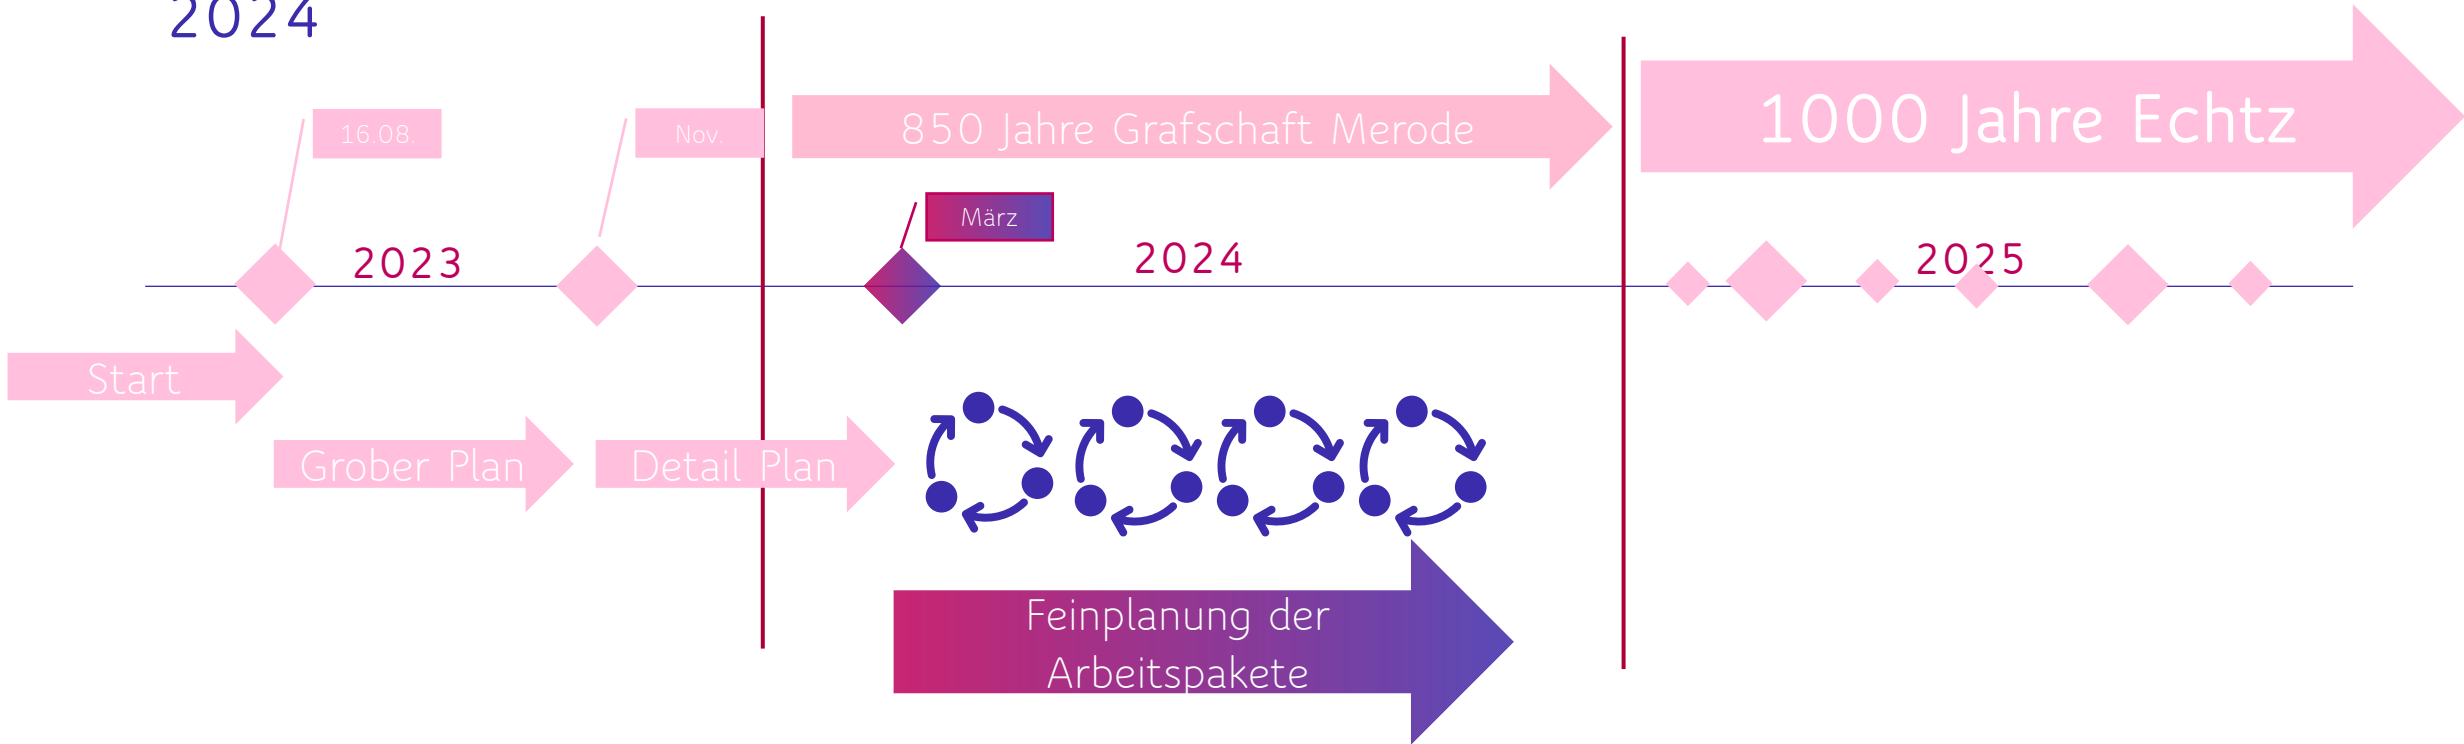 2024
16.08.
Nov.
850 Jahre Grafschaft Merode
1000 Jahre Echtz
März
2023
2024
2025
Start
Grober Plan
Detail Plan
Feinplanung der
Arbeitspakete